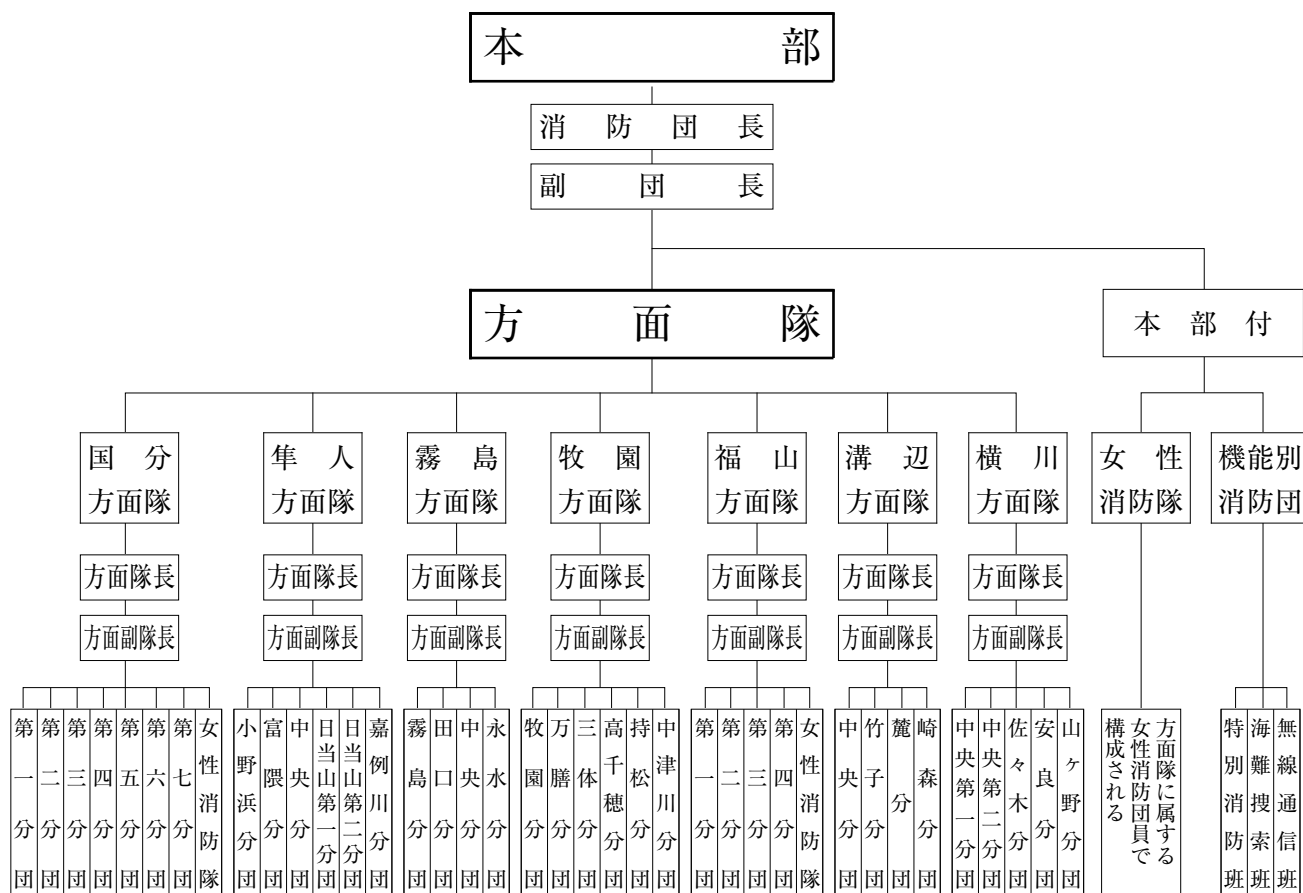 本部
消防団長
副団長
方面隊
本部付
国分
方面隊
隼人
方面隊
霧島
方面隊
牧園
方面隊
福山
方面隊
溝辺
方面隊
横川
方面隊
女性
消防隊
機能別
消防団
方面隊長
方面隊長
方面隊長
方面隊長
方面隊長
方面隊長
方面隊長
方面副隊長
方面副隊長
方面副隊長
方面副隊長
方面副隊長
方面副隊長
方面副隊長
第一分団
第二分団
第三分団
第四分団
第五分団
第六分団
第七分団
女性消防隊
小野浜分団
富隈分団
中央分団
日当山第一分団
日当山第二分団
嘉例川分団
霧島分団
田口分団
中央分団
永水分団
牧園分団
万膳分団
三体分団
高千穂分団
持松分団
中津川分団
第一分団
第二分団
第三分団
第四分団
女性消防隊
中央分団
竹子分団
麓分団
崎森分団
中央第一分団
中央第二分団
佐々木分団
安良分団
山ヶ野分団
方面隊に属する
女性消防団員で
構成される
特別消防班
海難捜索班
無線通信班